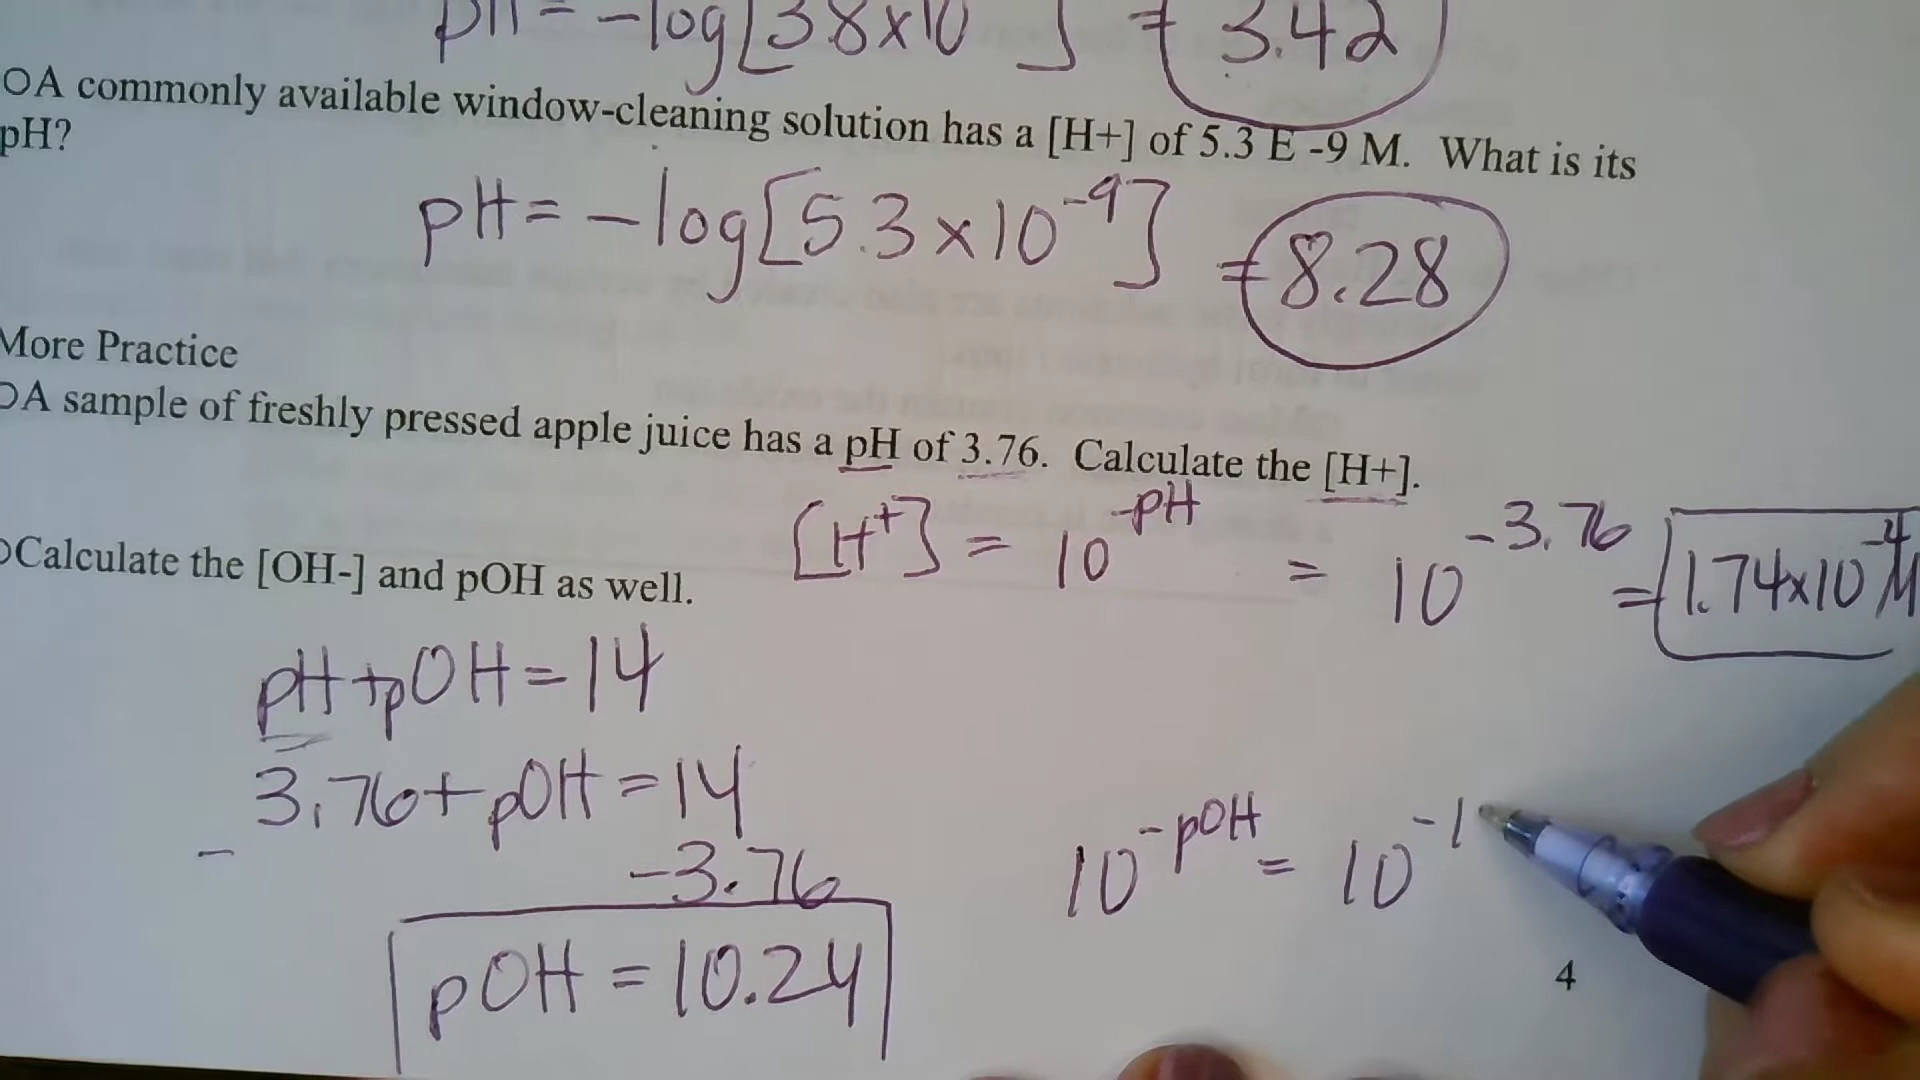 pH = -log[3.8x10 ] = 3.42
OA commonly available window-cleaning solution has a [H+] of 5.3 E -9 M. What is its
pH?
pH = -log[5.3x10⁻⁹] = 8.28
More Practice
OA sample of freshly pressed apple juice has a pH of 3.76. Calculate the [H+].
[H⁺] = 10^-pH = 10^-3.76 = 1.74x10⁻⁴ M
OCalculate the [OH-] and pOH as well.
pH + pOH = 14
3.76 + pOH = 14
- -3.76
10^-pOH = 10^-1
pOH = 10.24
4